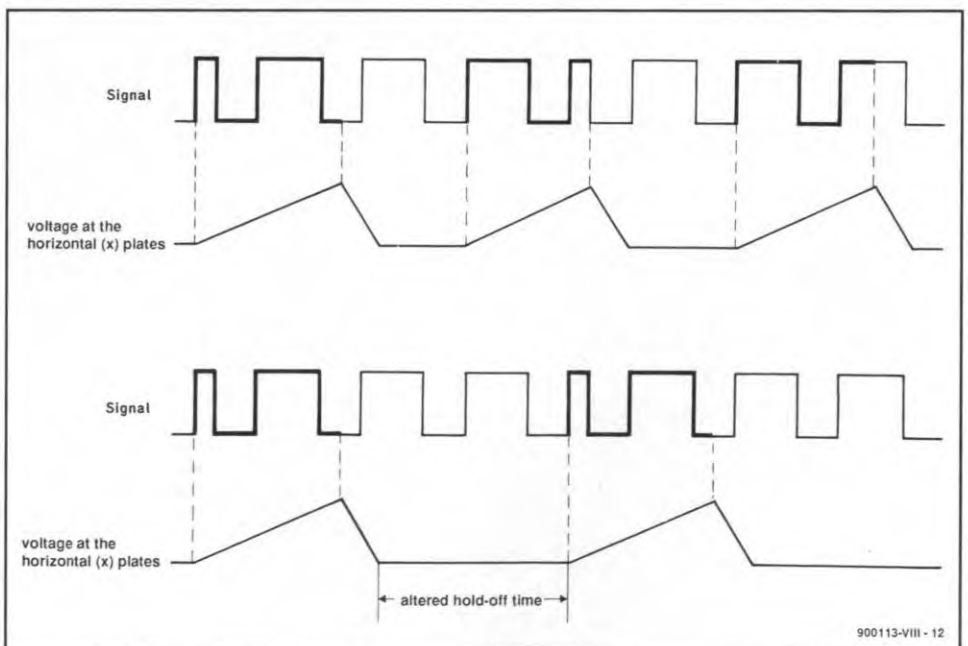 Signal
voltage at the
horizontal (x) plates
Signal
voltage at the
horizontal (x) plates
altered hold-off time
900113-VIII - 12